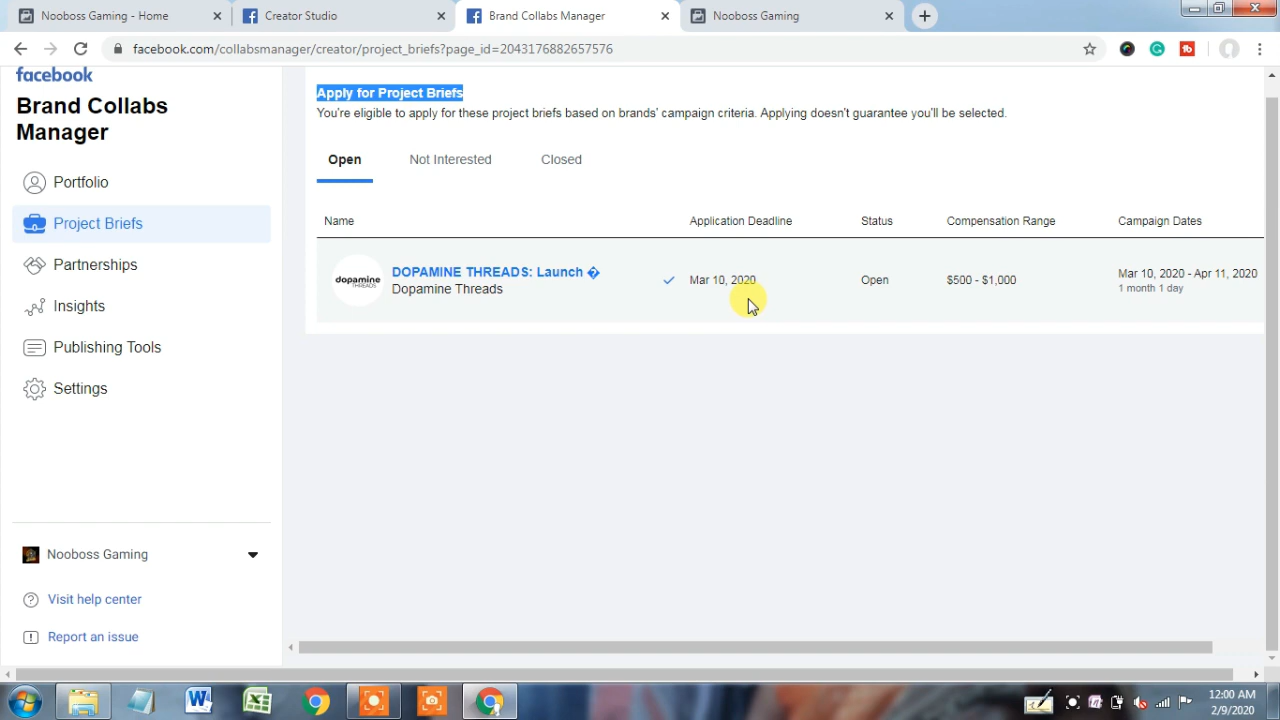 Nooboss Gaming - Home
Creator Studio
Brand Collabs Manager
Nooboss Gaming
facebook.com/collabsmanager/creator/project_briefs?page_id=2043176882657576
facebook
Brand Collabs
Manager
Portfolio
Project Briefs
Partnerships
Insights
Publishing Tools
Settings
Nooboss Gaming
Visit help center
Report an issue
Apply for Project Briefs
You're eligible to apply for these project briefs based on brands' campaign criteria. Applying doesn't guarantee you'll be selected.
Open Not Interested Closed
Name Application Deadline Status Compensation Range Campaign Dates
dopamine
THREADS
DOPAMINE THREADS: Launch �
Dopamine Threads
Mar 10, 2020
Open
$500 - $1,000
Mar 10, 2020 - Apr 11, 2020
1 month 1 day
12:00 AM
2/9/2020